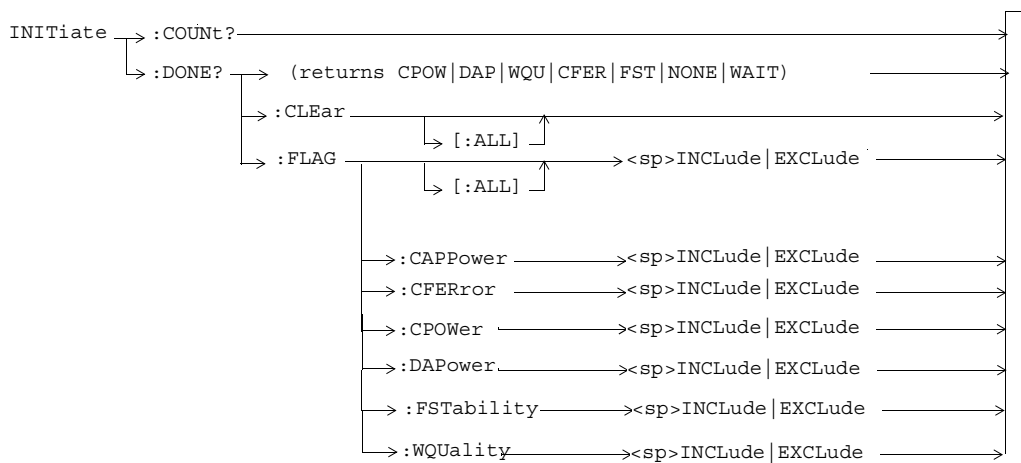 INITiate :COUNt?
:DONE? (returns CPOW|DAP|WQU|CFER|FST|NONE|WAIT)
:CLEar
[:ALL]
:FLAG <sp>INCLude|EXCLude
[:ALL]
:CAPPower <sp>INCLude|EXCLude
:CFERror <sp>INCLude|EXCLude
:CPOWer <sp>INCLude|EXCLude
:DAPower <sp>INCLude|EXCLude
:FSTability <sp>INCLude|EXCLude
:WQUality <sp>INCLude|EXCLude